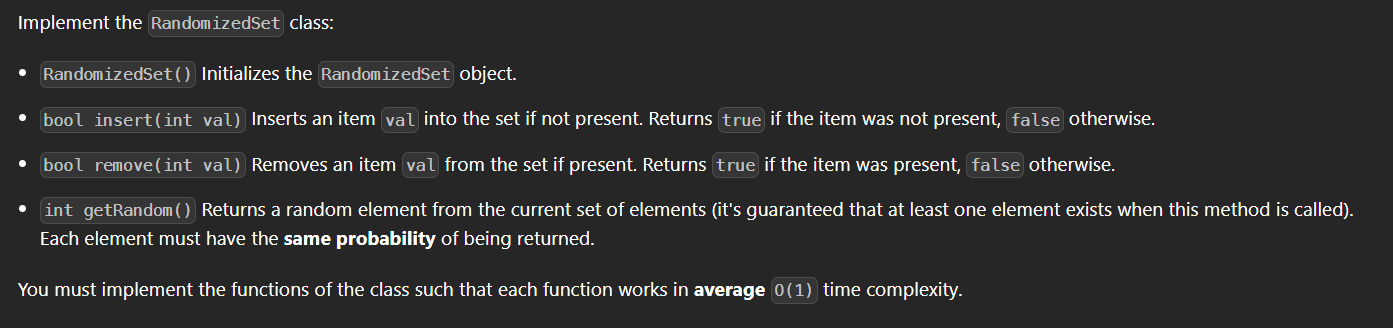 Implement the RandomizedSet class:
• RandomizedSet() Initializes the RandomizedSet object.
• bool insert(int val) Inserts an item val into the set if not present. Returns true if the item was not present, false otherwise.
• bool remove(int val) Removes an item val from the set if present. Returns true if the item was present, false otherwise.
• int getRandom() Returns a random element from the current set of elements (it's guaranteed that at least one element exists when this method is called).
Each element must have the same probability of being returned.
You must implement the functions of the class such that each function works in average O(1) time complexity.